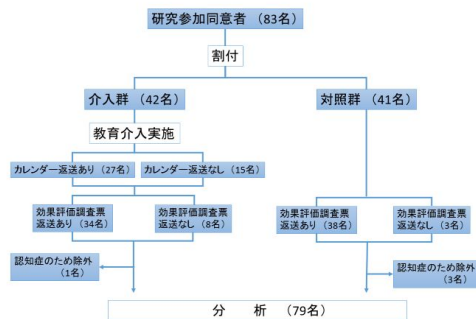 研究参加同意者 （83名）
割付
介入群 （42名）
対照群 （41名）
教育介入実施
カレンダー返送あり （27名）
カレンダー返送なし （15名）
効果評価調査票
返送あり （34名）
効果評価調査票
返送なし （8名）
効果評価調査票
返送あり （38名）
効果評価調査票
返送なし （3名）
認知症のため除外
（1名）
認知症のため除外
（3名）
分　析 （79名）